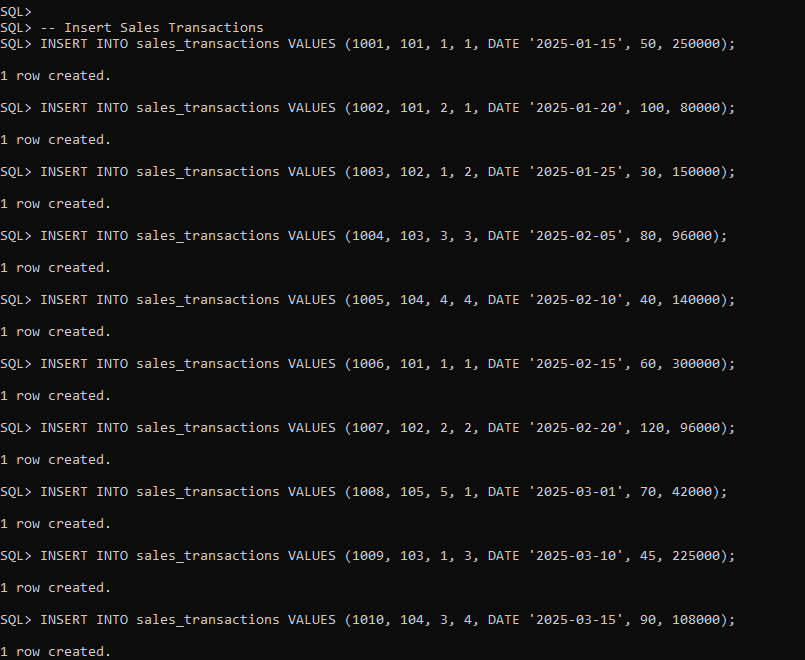 SQL>
SQL> -- Insert Sales Transactions
SQL> INSERT INTO sales_transactions VALUES (1001, 101, 1, 1, DATE '2025-01-15', 50, 250000);
1 row created.
SQL> INSERT INTO sales_transactions VALUES (1002, 101, 2, 1, DATE '2025-01-20', 100, 80000);
1 row created.
SQL> INSERT INTO sales_transactions VALUES (1003, 102, 1, 2, DATE '2025-01-25', 30, 150000);
1 row created.
SQL> INSERT INTO sales_transactions VALUES (1004, 103, 3, 3, DATE '2025-02-05', 80, 96000);
1 row created.
SQL> INSERT INTO sales_transactions VALUES (1005, 104, 4, 4, DATE '2025-02-10', 40, 140000);
1 row created.
SQL> INSERT INTO sales_transactions VALUES (1006, 101, 1, 1, DATE '2025-02-15', 60, 300000);
1 row created.
SQL> INSERT INTO sales_transactions VALUES (1007, 102, 2, 2, DATE '2025-02-20', 120, 96000);
1 row created.
SQL> INSERT INTO sales_transactions VALUES (1008, 105, 5, 1, DATE '2025-03-01', 70, 42000);
1 row created.
SQL> INSERT INTO sales_transactions VALUES (1009, 103, 1, 3, DATE '2025-03-10', 45, 225000);
1 row created.
SQL> INSERT INTO sales_transactions VALUES (1010, 104, 3, 4, DATE '2025-03-15', 90, 108000);
1 row created.